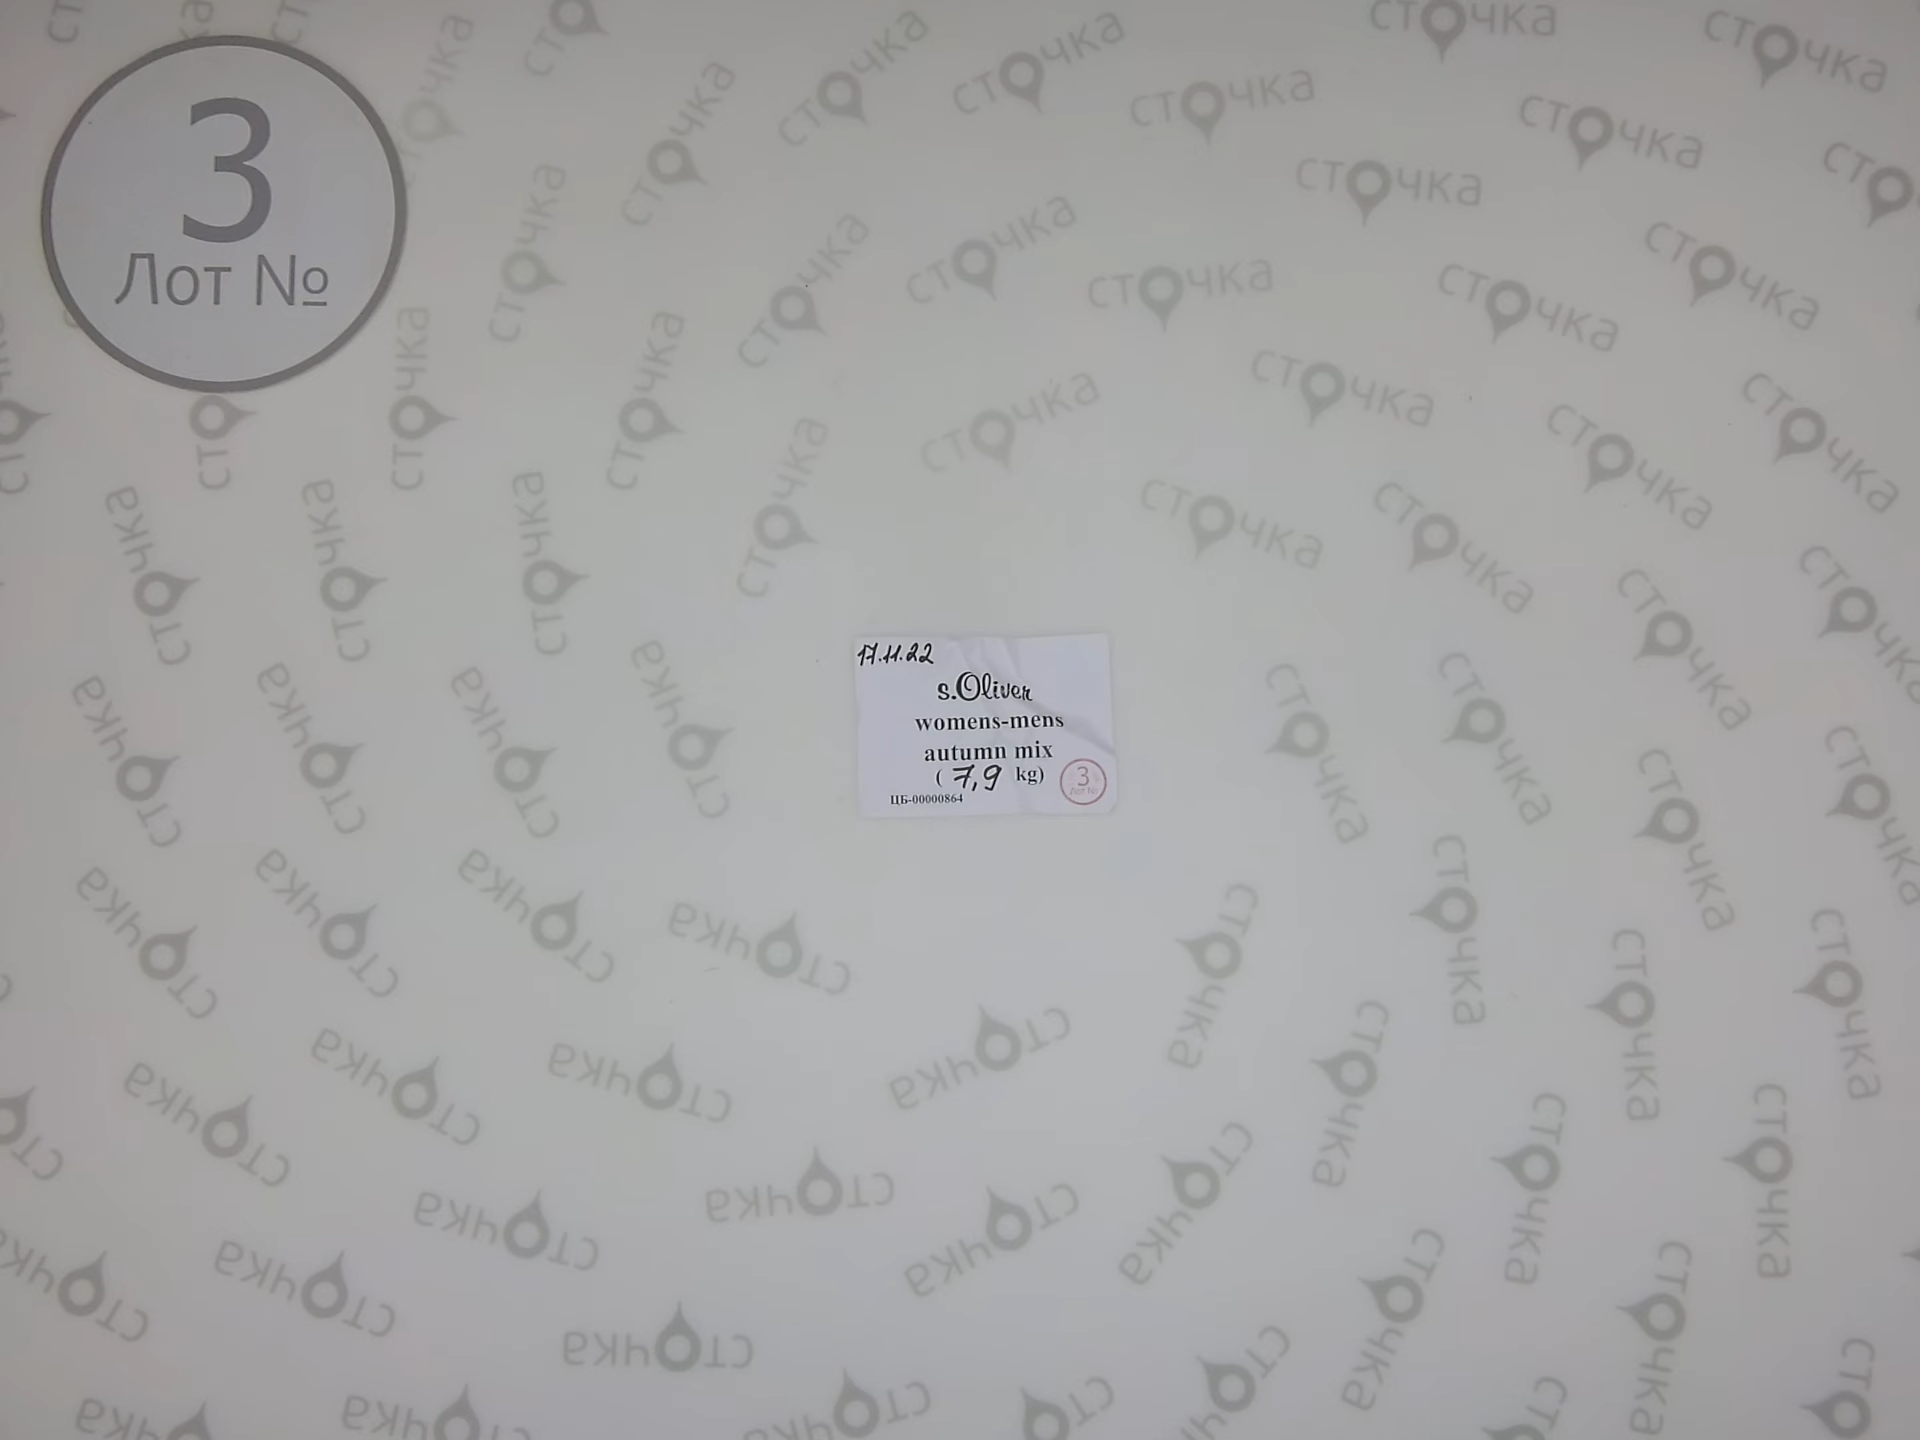 3
Лот №
17.11.22
s.Oliver
womens-mens
autumn mix
( 7,9 kg)
ЦБ-00000864
3
Лот №
сточка